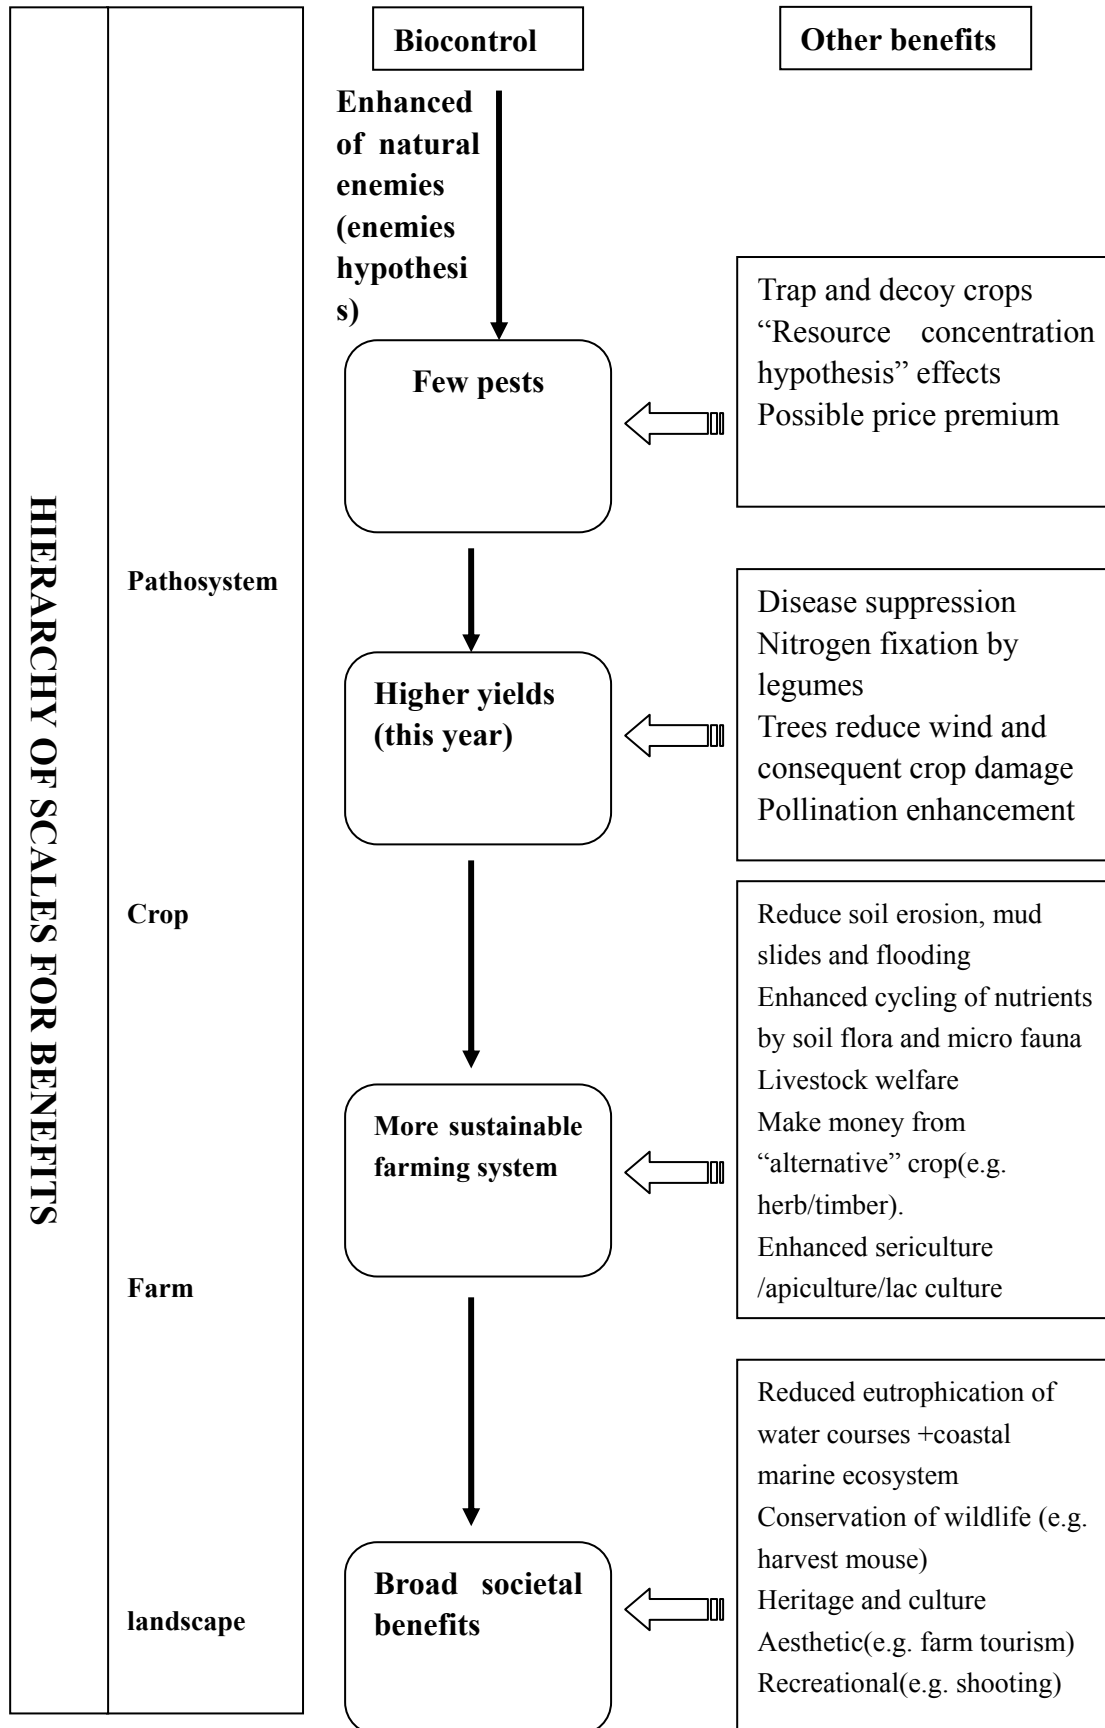 HIERARCHY OF SCALES FOR BENEFITS
Pathosystem
Crop
Farm
landscape
Biocontrol
Enhanced
of natural
enemies
(enemies
hypothesi
s)
Few pests
Higher yields
(this year)
More sustainable
farming system
Broad societal
benefits
Other benefits
Trap and decoy crops
“Resource concentration
hypothesis” effects
Possible price premium
Disease suppression
Nitrogen fixation by
legumes
Trees reduce wind and
consequent crop damage
Pollination enhancement
Reduce soil erosion, mud
slides and flooding
Enhanced cycling of nutrients
by soil flora and micro fauna
Livestock welfare
Make money from
“alternative” crop(e.g.
herb/timber).
Enhanced sericulture
/apiculture/lac culture
Reduced eutrophication of
water courses +coastal
marine ecosystem
Conservation of wildlife (e.g.
harvest mouse)
Heritage and culture
Aesthetic(e.g. farm tourism)
Recreational(e.g. shooting)